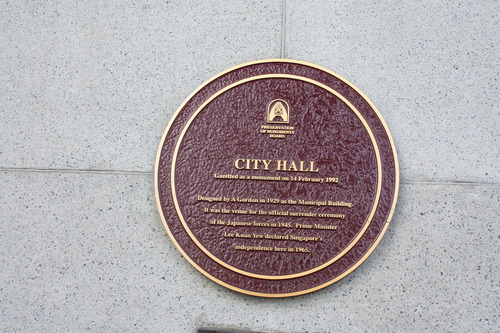 PRESERVATION
OF MONUMENTS
BOARD
CITY HALL
Gazetted as a monument on 14 February 1992
Designed by A Gordon in 1929 as the Municipal Building.
It was the venue for the official surrender ceremony
of the Japanese forces in 1945. Prime Minister
Lee Kuan Yew declared Singapore's
independence here in 1965.